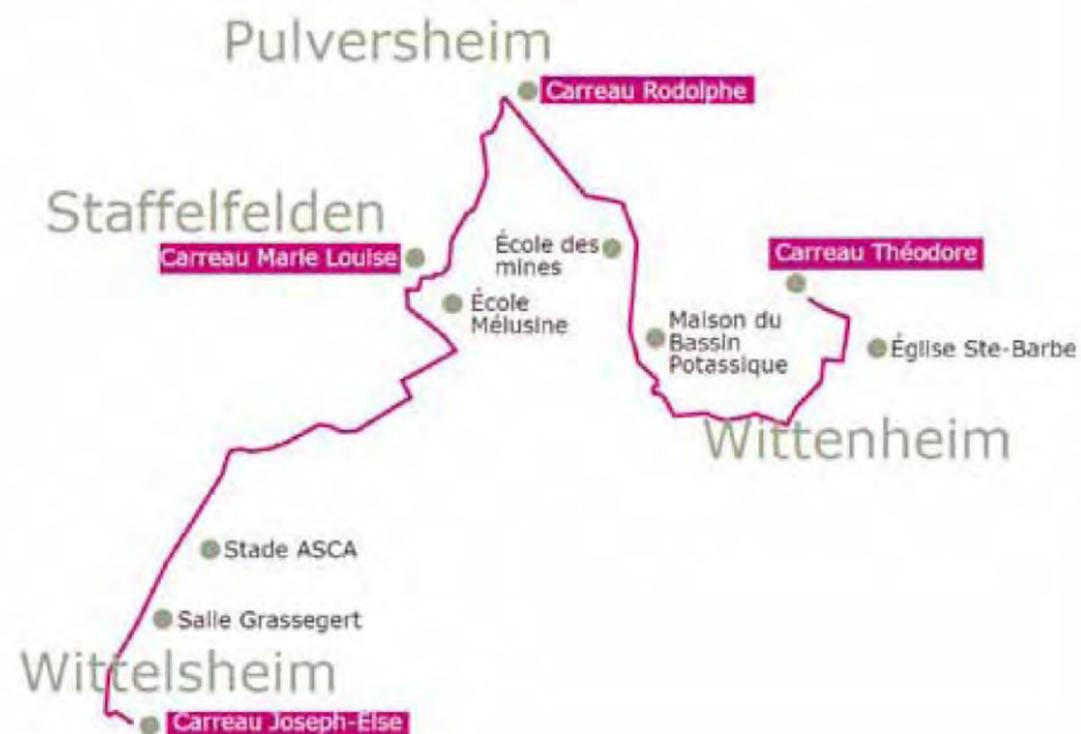 Pulversheim
Carreau Rodolphe
Staffelfelden
Carreau Marie Louise
École des
mines
Carreau Théodore
École
Mélusine
Maison du
Bassin
Potassique
Église Ste-Barbe
Wittenheim
Stade ASCA
Salle Grassegert
Wittelsheim
Carreau Joseph-Else